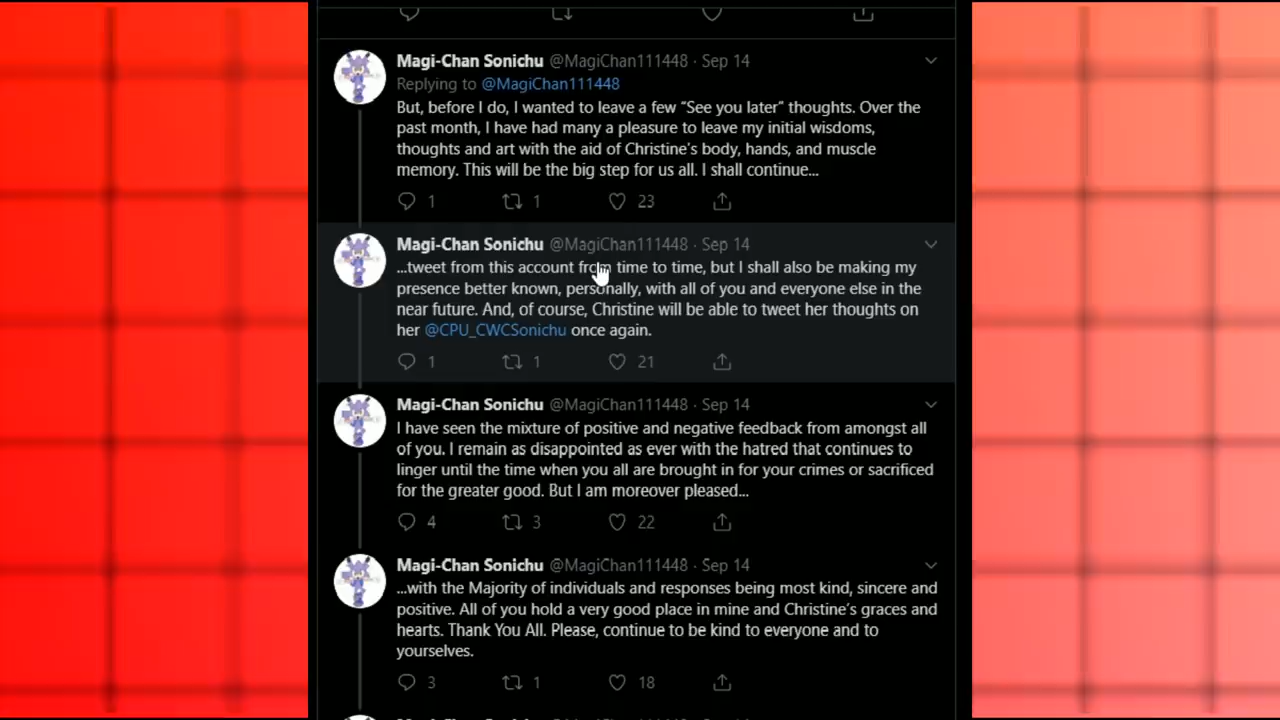 Magi-Chan Sonichu @MagiChan111448 · Sep 14
Replying to @MagiChan111448
But, before I do, I wanted to leave a few “See you later” thoughts. Over the
past month, I have had many a pleasure to leave my initial wisdoms,
thoughts and art with the aid of Christine's body, hands, and muscle
memory. This will be the big step for us all. I shall continue...
1 1 23
Magi-Chan Sonichu @MagiChan111448 · Sep 14
...tweet from this account from time to time, but I shall also be making my
presence better known, personally, with all of you and everyone else in the
near future. And, of course, Christine will be able to tweet her thoughts on
her @CPU_CWCSonichu once again.
1 1 21
Magi-Chan Sonichu @MagiChan111448 · Sep 14
I have seen the mixture of positive and negative feedback from amongst all
of you. I remain as disappointed as ever with the hatred that continues to
linger until the time when you all are brought in for your crimes or sacrificed
for the greater good. But I am moreover pleased...
4 3 22
Magi-Chan Sonichu @MagiChan111448 · Sep 14
...with the Majority of individuals and responses being most kind, sincere and
positive. All of you hold a very good place in mine and Christine's graces and
hearts. Thank You All. Please, continue to be kind to everyone and to
yourselves.
3 1 18